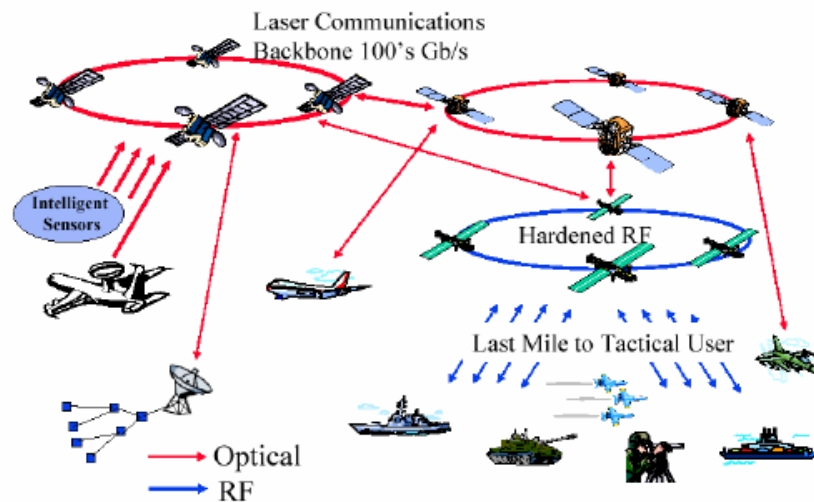 Laser Communications
Backbone 100's Gb/s
Intelligent
Sensors
Hardened RF
Last Mile to Tactical User
Optical
RF